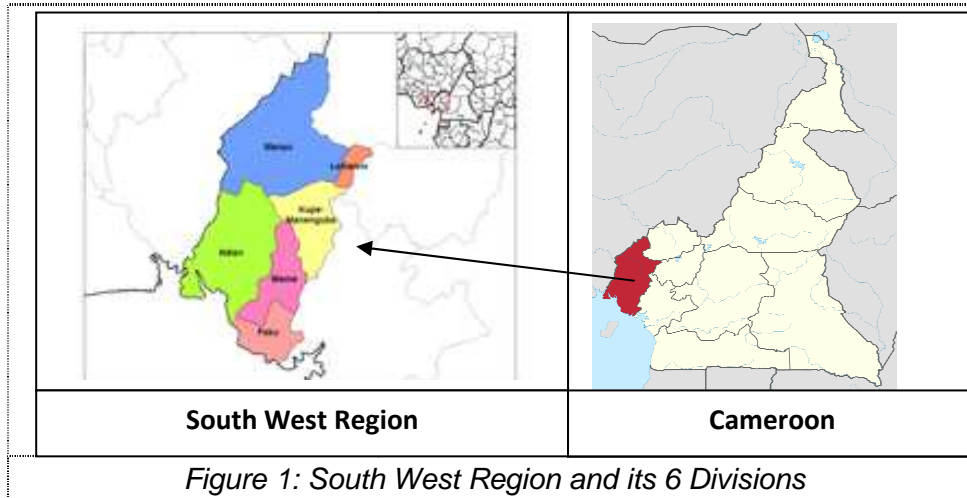 Manyu
Lebialem
Kupe-
Manenguba
Ndian
Meme
Fako
South West Region
Cameroon
Figure 1: South West Region and its 6 Divisions